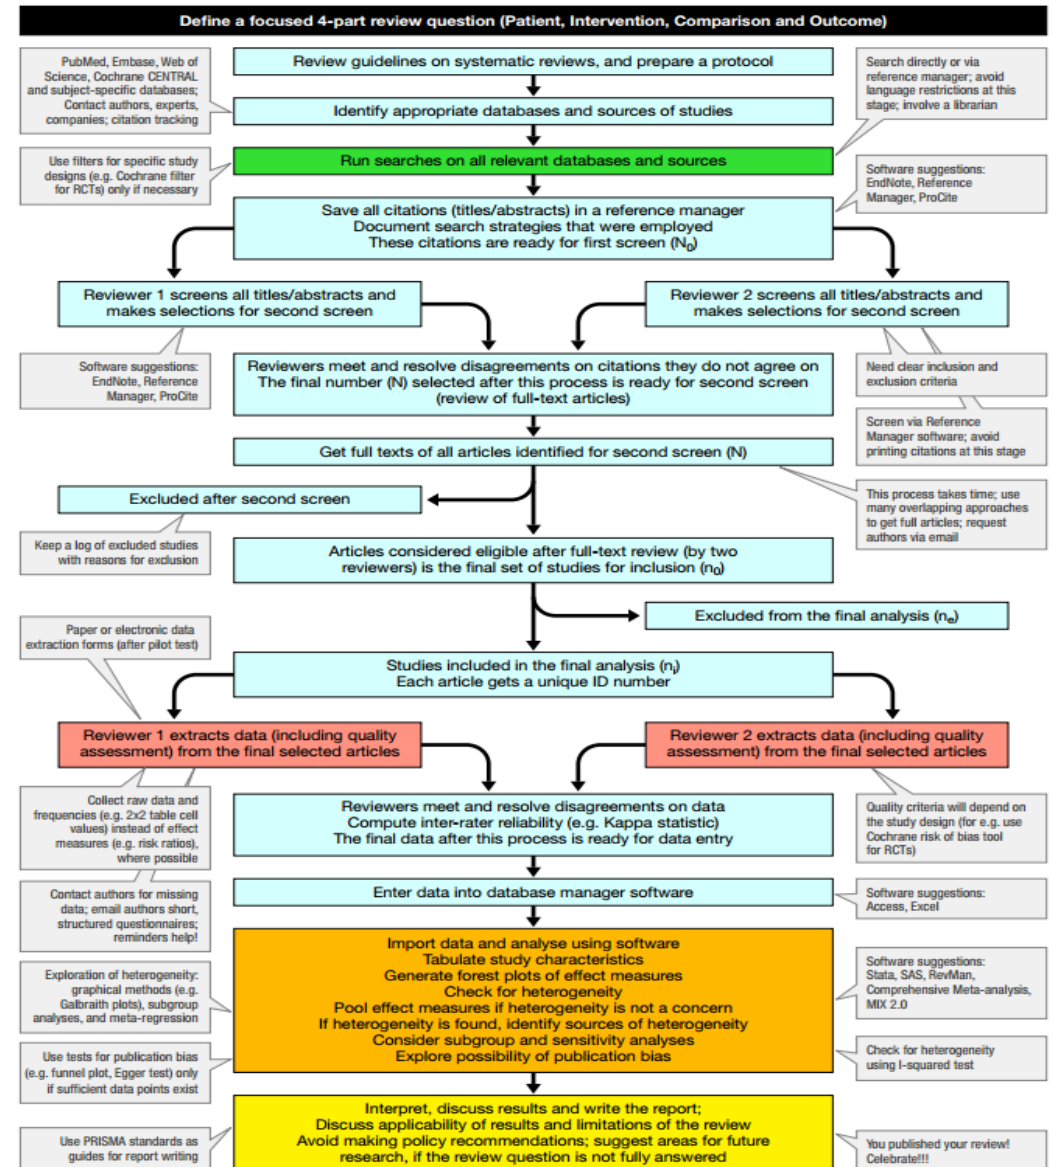 Define a focused 4-part review question (Patient, Intervention, Comparison and Outcome)
PubMed, Embase, Web of
Science, Cochrane CENTRAL
and subject-specific databases;
Contact authors, experts,
companies; citation tracking
Review guidelines on systematic reviews, and prepare a protocol
Search directly or via
reference manager; avoid
language restrictions at this
stage; involve a librarian
Identify appropriate databases and sources of studies
Use filters for specific study
designs (e.g. Cochrane filter
for RCTs) only if necessary
Run searches on all relevant databases and sources
Software suggestions:
EndNote, Reference
Manager, ProCite
Save all citations (titles/abstracts) in a reference manager
Document search strategies that were employed
These citations are ready for first screen (N0)
Reviewer 1 screens all titles/abstracts and
makes selections for second screen
Reviewer 2 screens all titles/abstracts and
makes selections for second screen
Software suggestions:
EndNote, Reference
Manager, ProCite
Reviewers meet and resolve disagreements on citations they do not agree on
The final number (N) selected after this process is ready for second screen
(review of full-text articles)
Need clear inclusion and
exclusion criteria
Screen via Reference
Manager software; avoid
printing citations at this stage
Get full texts of all articles identified for second screen (N)
Excluded after second screen
This process takes time; use
many overlapping approaches
to get full articles; request
authors via email
Keep a log of excluded studies
with reasons for exclusion
Articles considered eligible after full-text review (by two
reviewers) is the final set of studies for inclusion (n0)
Excluded from the final analysis (ne)
Paper or electronic data
extraction forms (after pilot test)
Studies included in the final analysis (ni)
Each article gets a unique ID number
Reviewer 1 extracts data (including quality
assessment) from the final selected articles
Reviewer 2 extracts data (including quality
assessment) from the final selected articles
Collect raw data and
frequencies (e.g. 2x2 table cell
values) instead of effect
measures (e.g. risk ratios),
where possible
Reviewers meet and resolve disagreements on data
Compute inter-rater reliability (e.g. Kappa statistic)
The final data after this process is ready for data entry
Quality criteria will depend on
the study design (for e.g. use
Cochrane risk of bias tool
for RCTs)
Contact authors for missing
data; email authors short,
structured questionnaires;
reminders help!
Enter data into database manager software
Software suggestions:
Access, Excel
Exploration of heterogeneity:
graphical methods (e.g.
Galbraith plots), subgroup
analyses, and meta-regression
Import data and analyse using software
Tabulate study characteristics
Generate forest plots of effect measures
Check for heterogeneity
Pool effect measures if heterogeneity is not a concern
If heterogeneity is found, identify sources of heterogeneity
Consider subgroup and sensitivity analyses
Explore possibility of publication bias
Software suggestions:
Stata, SAS, RevMan,
Comprehensive Meta-analysis,
MIX 2.0
Use tests for publication bias
(e.g. funnel plot, Egger test) only
if sufficient data points exist
Check for heterogeneity
using I-squared test
Interpret, discuss results and write the report;
Discuss applicability of results and limitations of the review
Avoid making policy recommendations; suggest areas for future
research, if the review question is not fully answered
Use PRISMA standards as
guides for report writing
You published your review!
Celebrate!!!